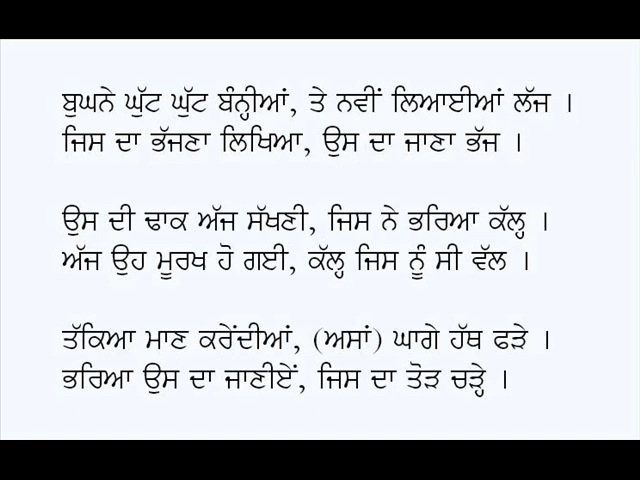 ਬੁਘਨੇ ਘੁੱਟ ਘੁੱਟ ਬੰਨ੍ਹੀਆਂ, ਤੇ ਨਵੀਂ ਲਿਆਈਆਂ ਲੱਜ ।
ਜਿਸ ਦਾ ਭੱਜਣਾ ਲਿਖਿਆ, ਉਸ ਦਾ ਜਾਣਾ ਭੱਜ ।
ਉਸ ਦੀ ਢਾਕ ਅੱਜ ਸੱਖਣੀ, ਜਿਸ ਨੇ ਭਰਿਆ ਕੱਲ੍ਹ ।
ਅੱਜ ਉਹ ਮੂਰਖ ਹੋ ਗਈ, ਕੱਲ੍ਹ ਜਿਸ ਨੂੰ ਸੀ ਵੱਲ ।
ਤੱਕਿਆ ਮਾਣ ਕਰੇਂਦੀਆਂ, (ਅਸਾਂ) ਘਾਗੇ ਹੱਥ ਫੜੇ ।
ਭਰਿਆ ਉਸ ਦਾ ਜਾਣੀਏਂ, ਜਿਸ ਦਾ ਤੋੜ ਚੜ੍ਹੇ ।